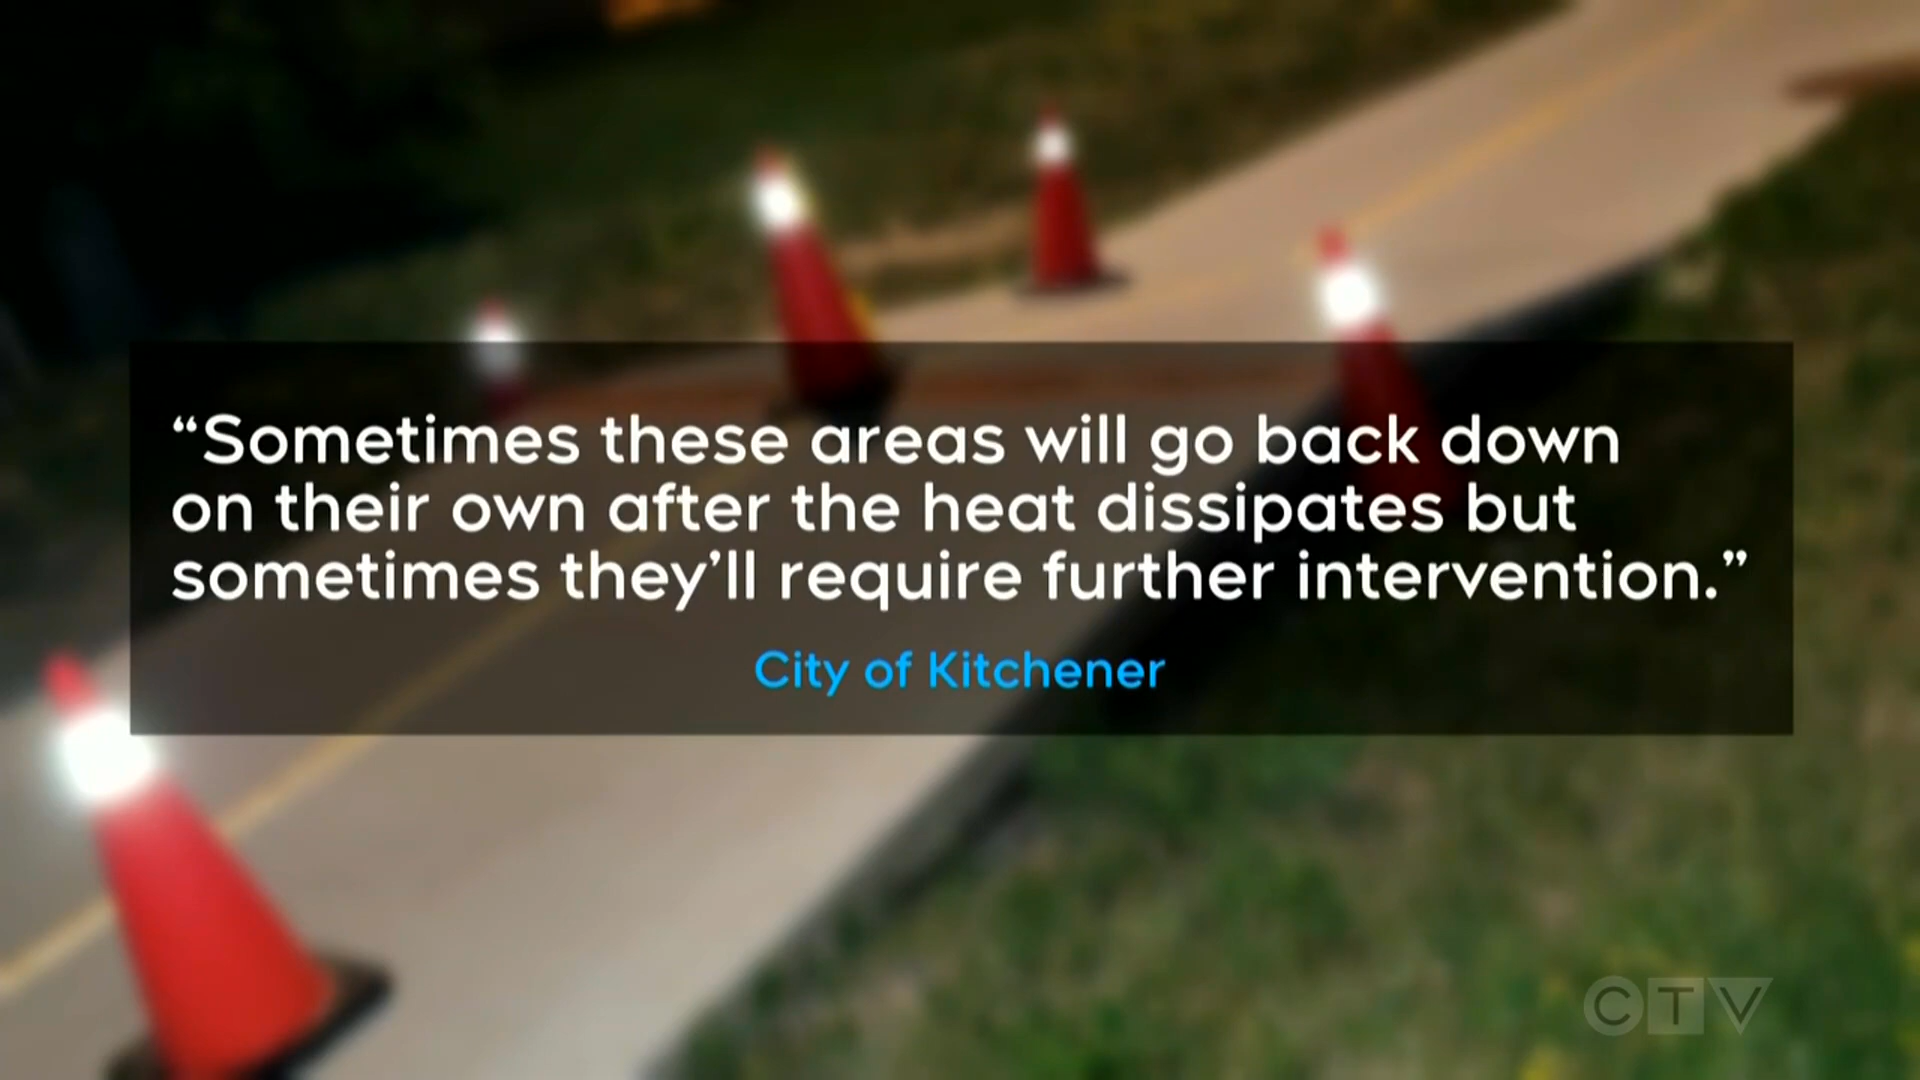 “Sometimes these areas will go back down
on their own after the heat dissipates but
sometimes they’ll require further intervention.”
City of Kitchener
CTV